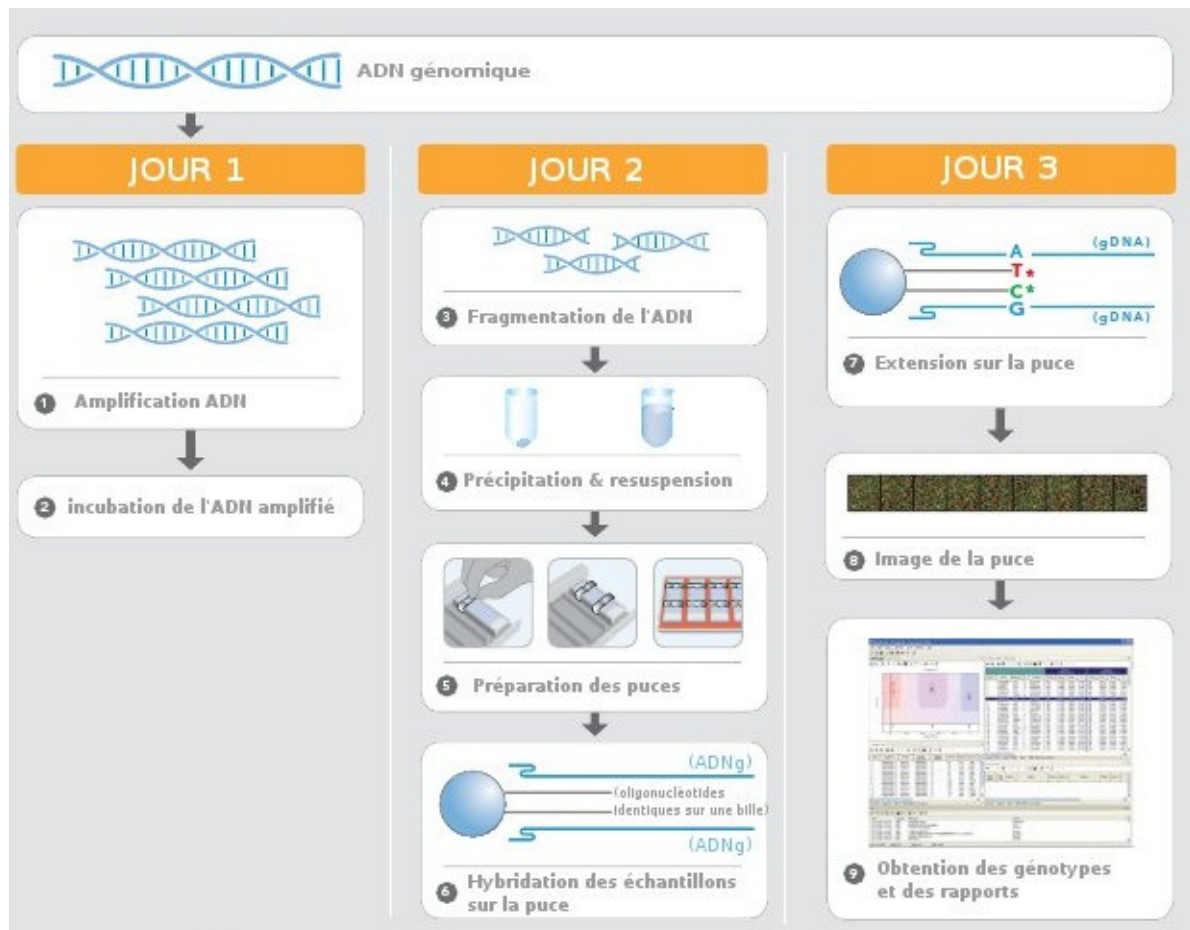 ADN génomique
JOUR 1
1 Amplification ADN
2 incubation de l'ADN amplifié
JOUR 2
3 Fragmentation de l'ADN
4 Précipitation & resuspension
5 Préparation des puces
(ADNg)
(oligonucléotides
identiques sur une bille)
(ADNg)
6 Hybridation des échantillons
sur la puce
JOUR 3
A (gDNA)
T*
C*
G (gDNA)
7 Extension sur la puce
8 Image de la puce
9 Obtention des génotypes
et des rapports